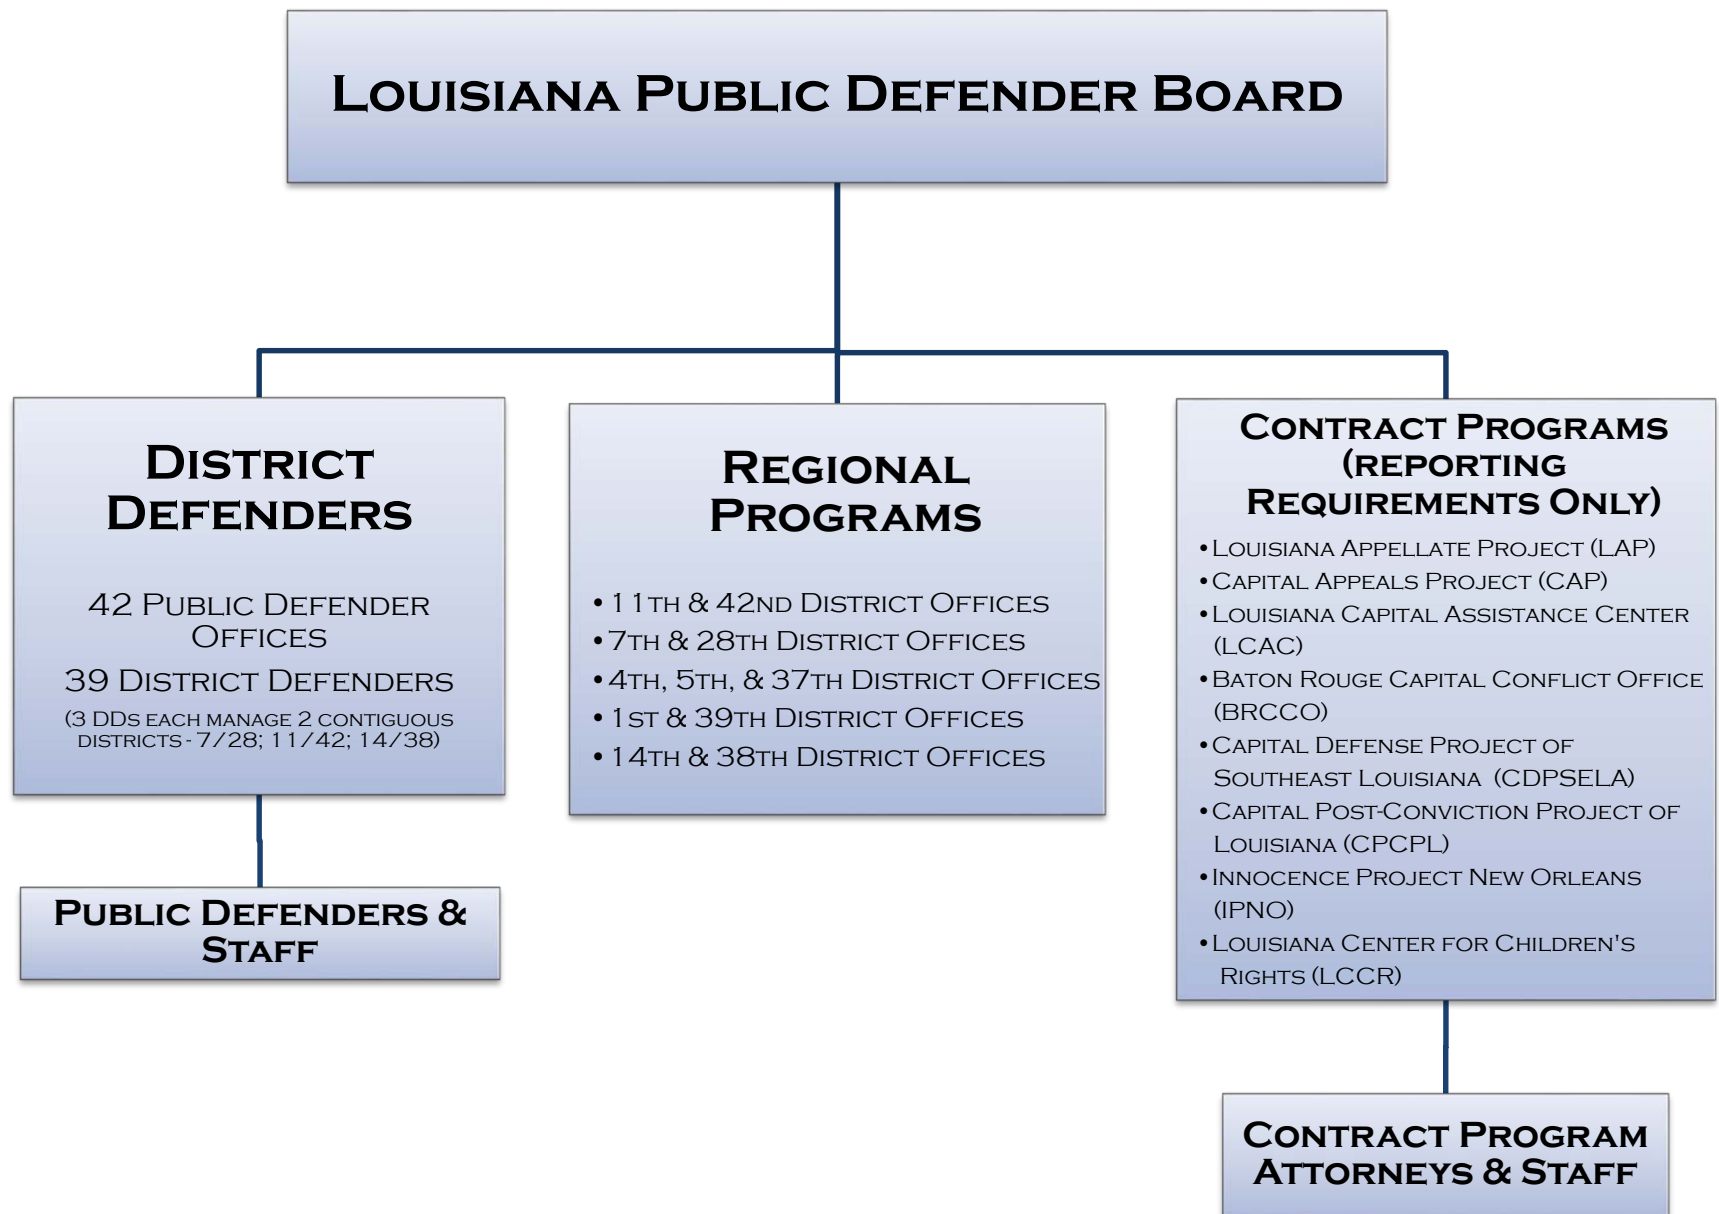 Louisiana Public Defender Board
District
Defenders
42 Public Defender
Offices
39 District Defenders
(3 DDs each manage 2 contiguous
districts - 7/28; 11/42; 14/38)
Public Defenders &
Staff
Regional
Programs
• 11th & 42nd District Offices
• 7th & 28th District Offices
• 4th, 5th, & 37th District Offices
• 1st & 39th District Offices
• 14th & 38th District Offices
Contract Programs
(reporting
Requirements Only)
• Louisiana Appellate Project (LAP)
• Capital Appeals Project (CAP)
• Louisiana Capital Assistance Center
(LCAC)
• Baton Rouge Capital Conflict Office
(BRCCO)
• Capital Defense Project of
Southeast Louisiana (CDPSELA)
• Capital Post-Conviction Project of
Louisiana (CPCPL)
• Innocence Project New Orleans
(IPNO)
• Louisiana Center for Children's
Rights (LCCR)
Contract Program
Attorneys & Staff